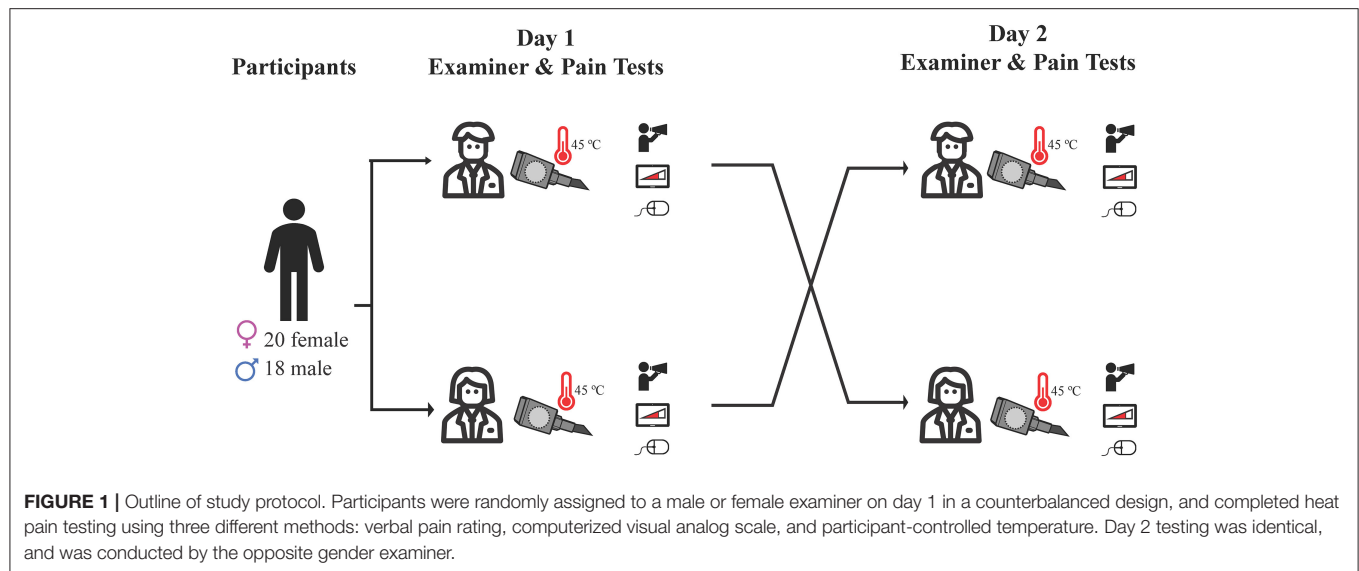 Participants
Day 1
Examiner & Pain Tests
Day 2
Examiner & Pain Tests
45 ºC
45 ºC
20 female
18 male
45 ºC
45 ºC
FIGURE 1 | Outline of study protocol. Participants were randomly assigned to a male or female examiner on day 1 in a counterbalanced design, and completed heat
pain testing using three different methods: verbal pain rating, computerized visual analog scale, and participant-controlled temperature. Day 2 testing was identical,
and was conducted by the opposite gender examiner.